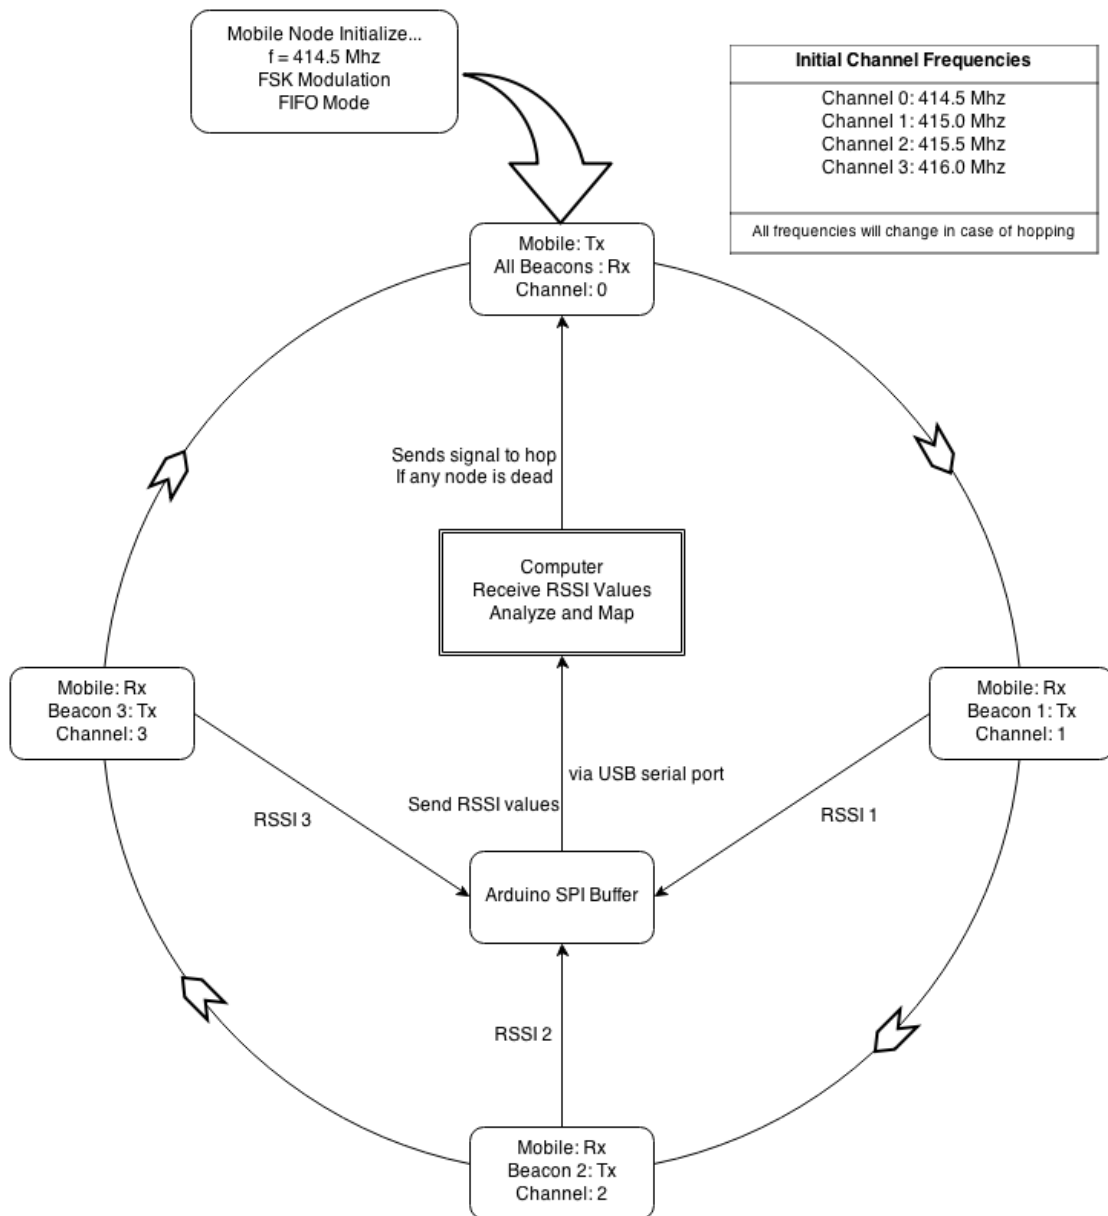 Mobile Node Initialize...
f = 414.5 Mhz
FSK Modulation
FIFO Mode
Initial Channel Frequencies
Channel 0: 414.5 Mhz
Channel 1: 415.0 Mhz
Channel 2: 415.5 Mhz
Channel 3: 416.0 Mhz
All frequencies will change in case of hopping
Mobile: Tx
All Beacons : Rx
Channel: 0
Sends signal to hop
If any node is dead
Computer
Receive RSSI Values
Analyze and Map
Mobile: Rx
Beacon 3: Tx
Channel: 3
Mobile: Rx
Beacon 1: Tx
Channel: 1
via USB serial port
Send RSSI values
RSSI 3
RSSI 1
Arduino SPI Buffer
RSSI 2
Mobile: Rx
Beacon 2: Tx
Channel: 2